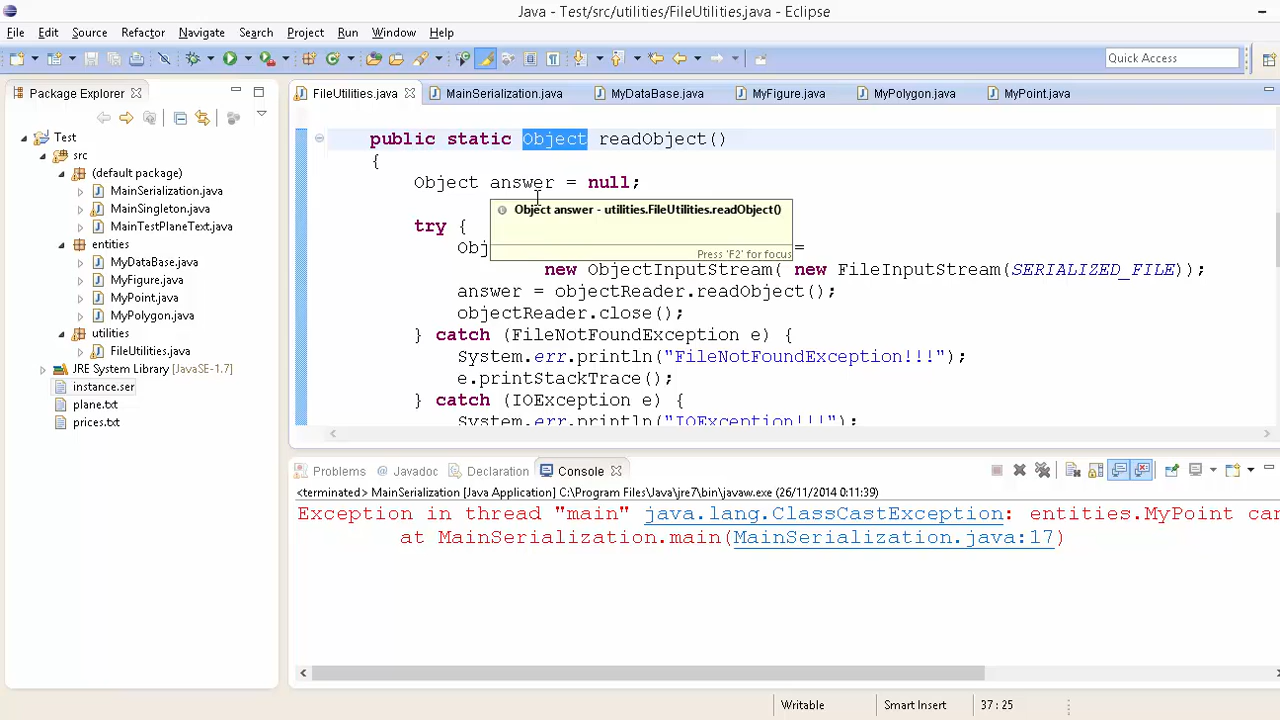 Java - Test/src/utilities/FileUtilities.java - Eclipse
File Edit Source Refactor Navigate Search Project Run Window Help
Quick Access
Package Explorer
Test
src
(default package)
MainSerialization.java
MainSingleton.java
MainTestPlaneText.java
entities
MyDataBase.java
MyFigure.java
MyPoint.java
MyPolygon.java
utilities
FileUtilities.java
JRE System Library [JavaSE-1.7]
instance.ser
plane.txt
prices.txt
FileUtilities.java MainSerialization.java MyDataBase.java MyFigure.java MyPolygon.java MyPoint.java
public static Object readObject()
{
Object answer = null;
Object answer - utilities.FileUtilities.readObject()
Press 'F2' for focus
try {
Obj =
new ObjectInputStream( new FileInputStream(SERIALIZED_FILE));
answer = objectReader.readObject();
objectReader.close();
} catch (FileNotFoundException e) {
System.err.println("FileNotFoundException!!!");
e.printStackTrace();
} catch (IOException e) {
System.err.println("IOException!!!");
Problems Javadoc Declaration Console
<terminated> MainSerialization [Java Application] C:\Program Files\Java\jre7\bin\javaw.exe (26/11/2014 0:11:39)
Exception in thread "main" java.lang.ClassCastException: entities.MyPoint can
at MainSerialization.main(MainSerialization.java:17)
Writable Smart Insert 37 : 25